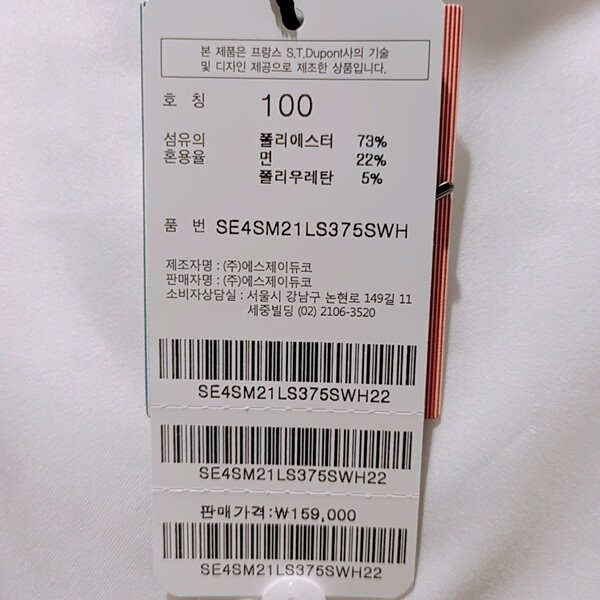 본 제품은 프랑스 S,T,Dupont사의 기술
및 디자인 제공으로 제조한 상품입니다.
호 칭 100
섬유의 폴리에스터 73%
혼용율 면 22%
폴리우레탄 5%
품 번 SE4SM21LS375SWH
제조자명 : (주)에스제이듀코
판매자명 : (주)에스제이듀코
소비자상담실 : 서울시 강남구 논현로 149길 11
세중빌딩 (02) 2106-3520
SE4SM21LS375SWH22
SE4SM21LS375SWH22
판매가격:₩159,000
SE4SM21LS375SWH22